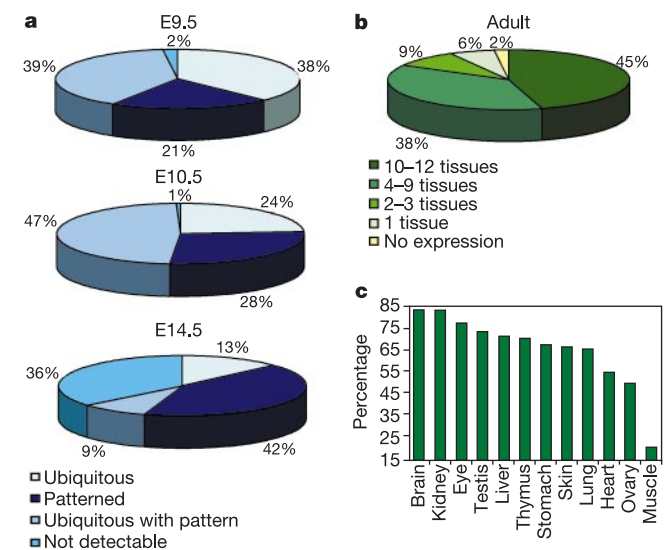 a
E9.5
2%
39%
38%
21%
E10.5
1%
24%
47%
28%
E14.5
13%
36%
9%
42%
Ubiquitous
Patterned
Ubiquitous with pattern
Not detectable
b
Adult
6% 2%
9%
45%
38%
10–12 tissues
4–9 tissues
2–3 tissues
1 tissue
No expression
c
Percentage
85
75
65
55
45
35
25
15
Brain
Kidney
Eye
Testis
Liver
Thymus
Stomach
Skin
Lung
Heart
Ovary
Muscle